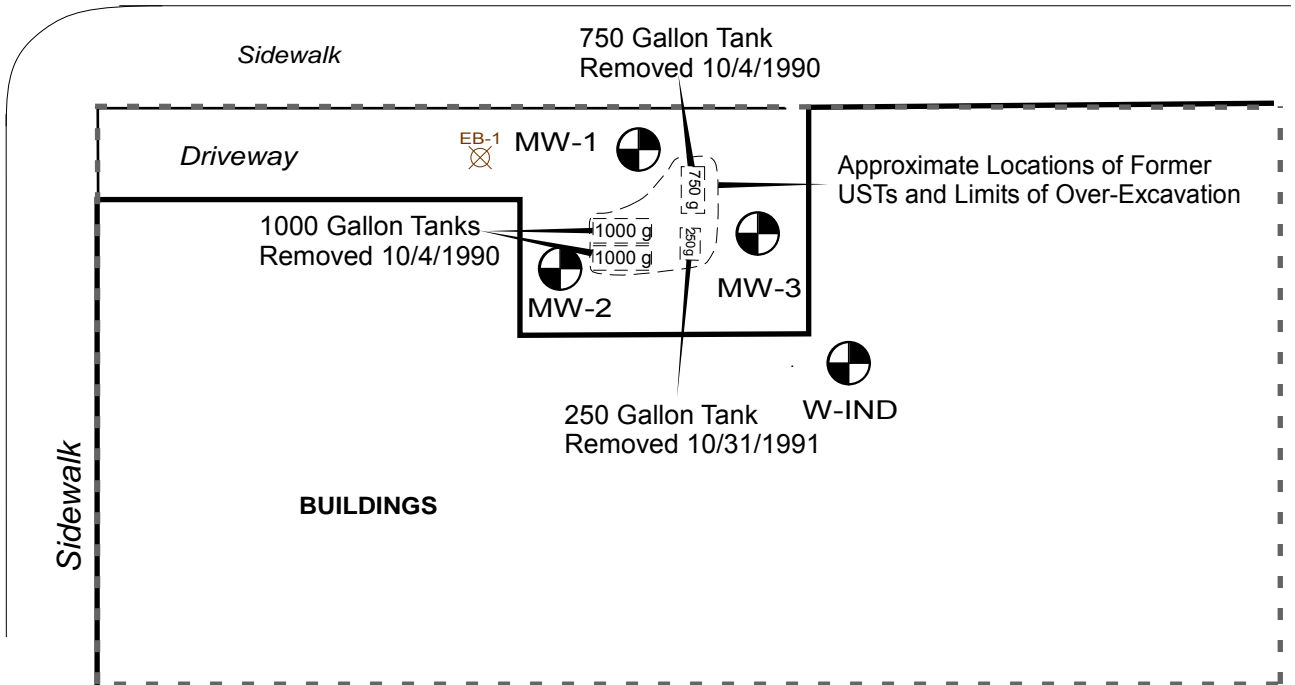 750 Gallon Tank
Removed 10/4/1990
Sidewalk
EB-1
MW-1
Driveway
750 g
Approximate Locations of Former
USTs and Limits of Over-Excavation
1000 Gallon Tanks
Removed 10/4/1990
1000 g
1000 g
250g
MW-2
MW-3
W-IND
250 Gallon Tank
Removed 10/31/1991
Sidewalk
BUILDINGS